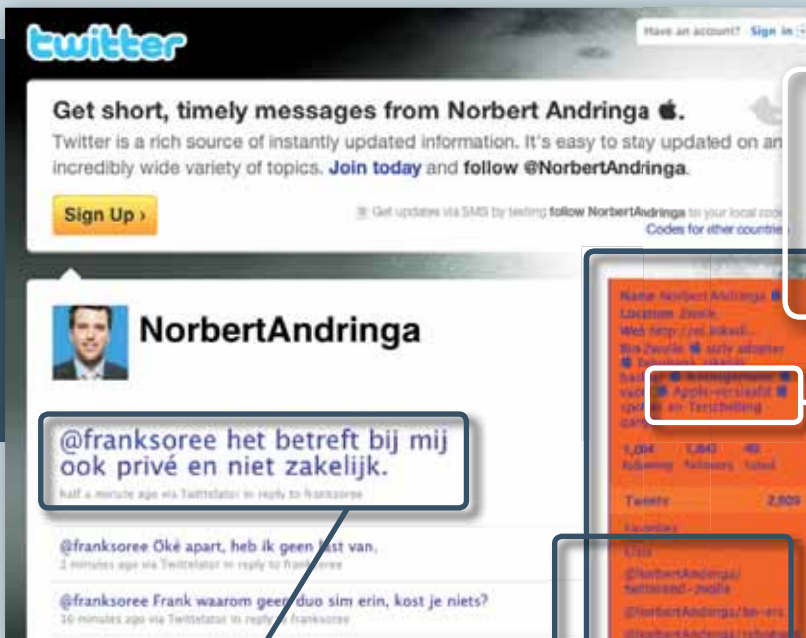 twitter
Have an account? Sign in
Get short, timely messages from Norbert Andringa .
Twitter is a rich source of instantly updated information. It's easy to stay updated on an
incredibly wide variety of topics. Join today and follow @NorbertAndringa.
Sign Up ›
Get updates via SMS by texting follow NorbertAndringa to your local
Codes for other countries
NorbertAndringa
@franksoree het betreft bij mij
ook privé en niet zakelijk.
half a minute ago via Twittelator in reply to franksoree
@franksoree Oké apart, heb ik geen last van.
2 minutes ago via Twittelator in reply to franksoree
@franksoree Frank waarom geen duo sim erin, kost je niets?
16 minutes ago via Twittelator in reply to franksoree
Name Norbert Andringa
Location Zwolle,
Web
Bio Zwolle early adopter
Apple-verslaafd
en Terschelling
following followers listed
Tweets 2,809
Favorites
Lists
@NorbertAndringa/